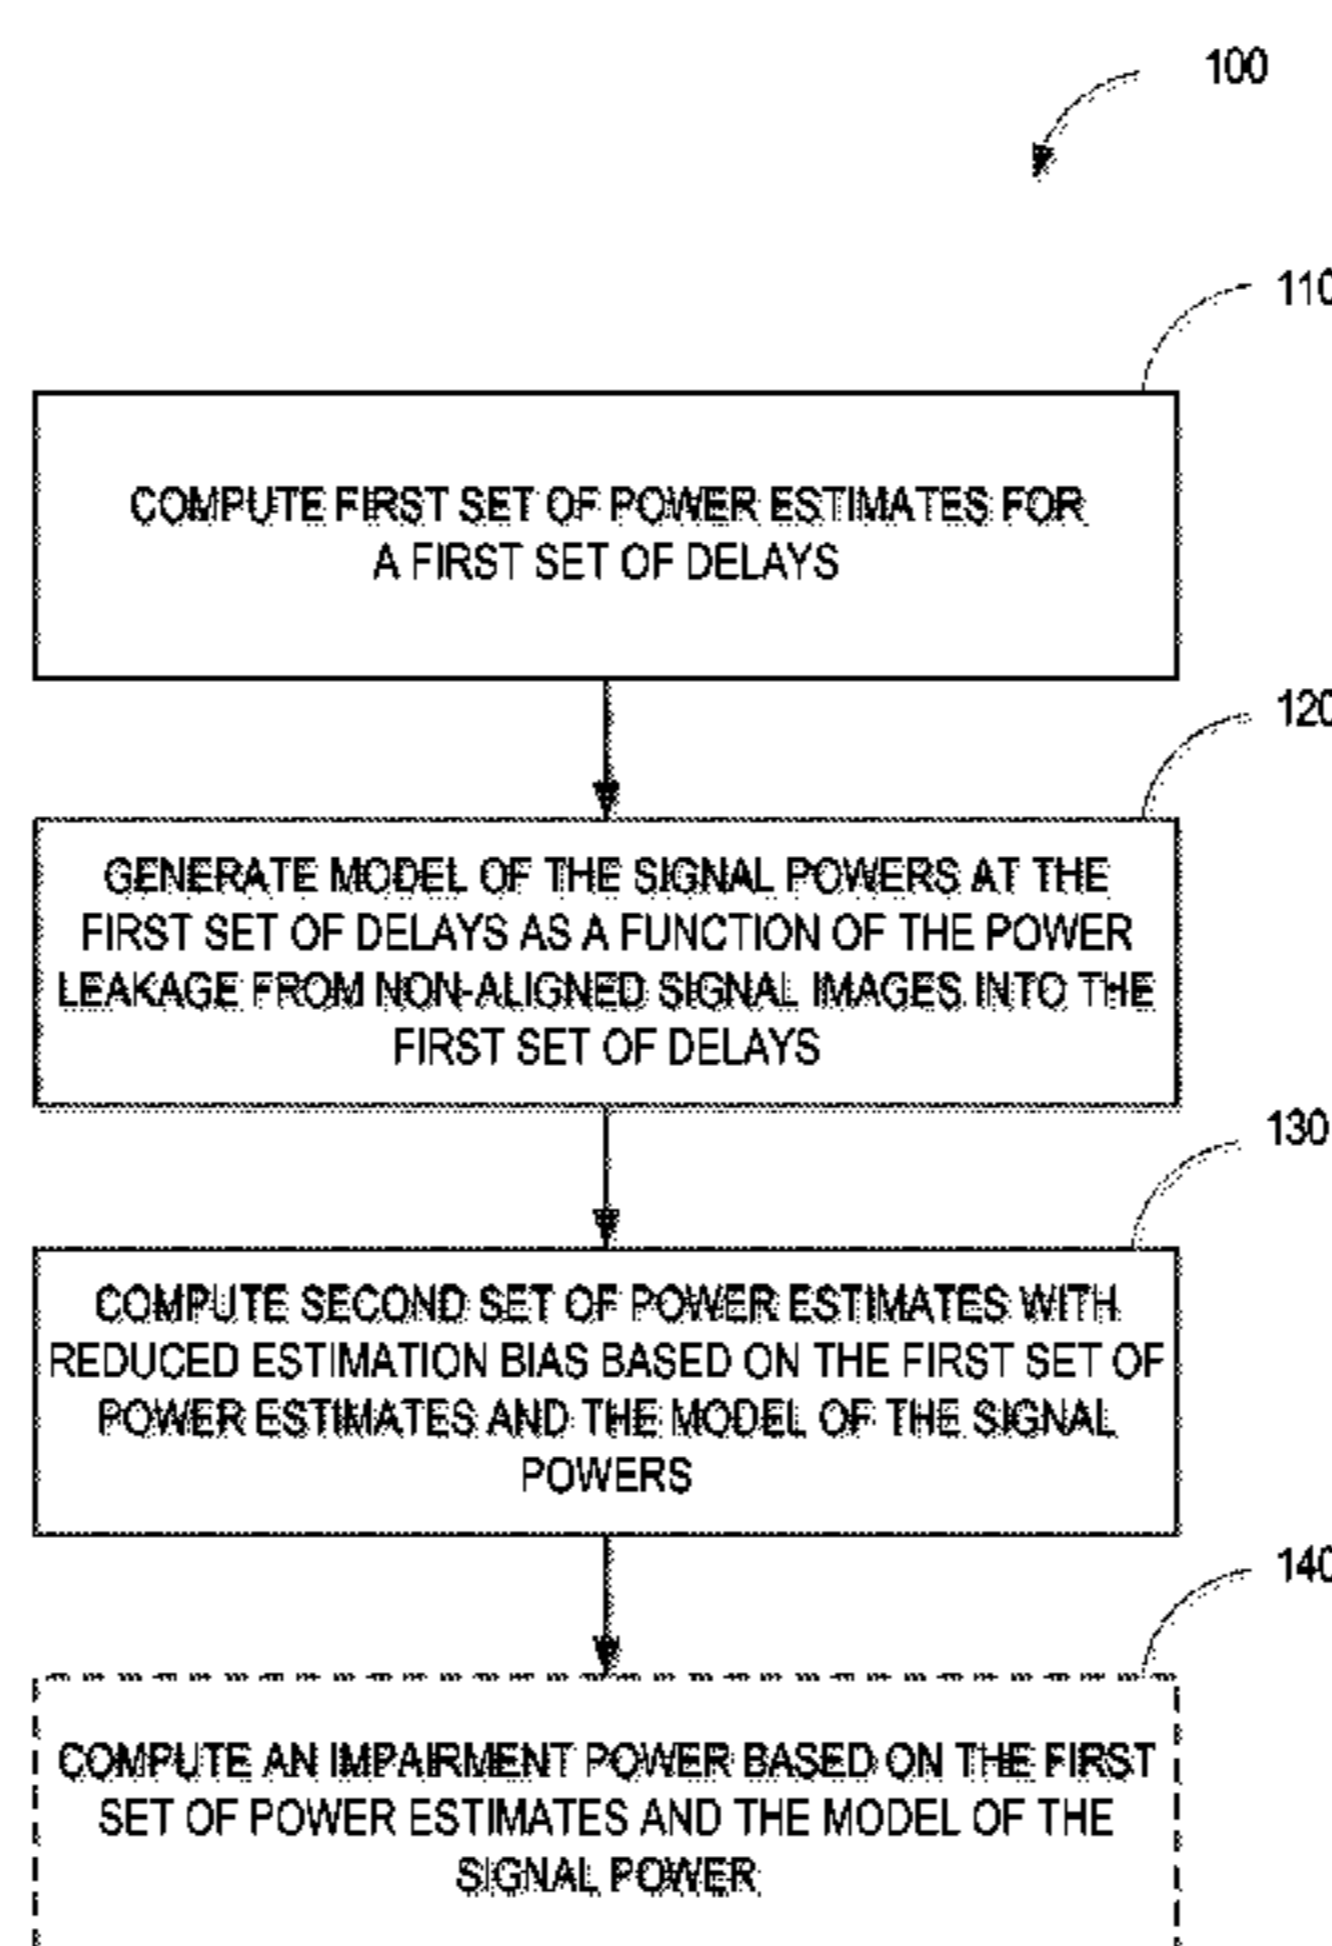 100
110
COMPUTE FIRST SET OF POWER ESTIMATES FOR
A FIRST SET OF DELAYS
120
GENERATE MODEL OF THE SIGNAL POWERS AT THE
FIRST SET OF DELAYS AS A FUNCTION OF THE POWER
LEAKAGE FROM NON-ALIGNED SIGNAL IMAGES INTO THE
FIRST SET OF DELAYS
130
COMPUTE SECOND SET OF POWER ESTIMATES WITH
REDUCED ESTIMATION BIAS BASED ON THE FIRST SET OF
POWER ESTIMATES AND THE MODEL OF THE SIGNAL
POWERS
140
COMPUTE AN IMPAIRMENT POWER BASED ON THE FIRST
SET OF POWER ESTIMATES AND THE MODEL OF THE
SIGNAL POWER